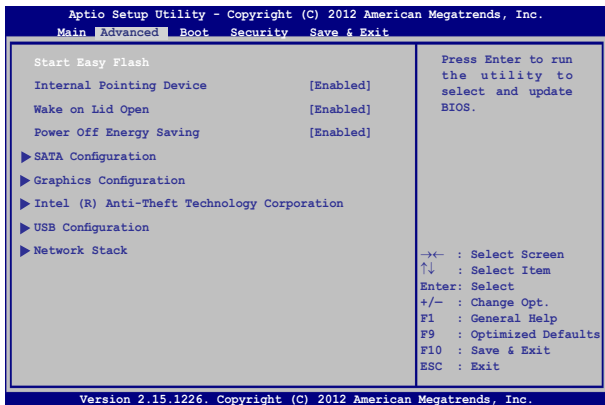 Aptio Setup Utility - Copyright (C) 2012 American Megatrends, Inc.
Main Advanced Boot Security Save & Exit
Start Easy Flash
Internal Pointing Device [Enabled]
Wake on Lid Open [Enabled]
Power Off Energy Saving [Enabled]
SATA Configuration
Graphics Configuration
Intel (R) Anti-Theft Technology Corporation
USB Configuration
Network Stack
Press Enter to run
the utility to
select and update
BIOS.
→← : Select Screen
↑↓ : Select Item
Enter: Select
+/— : Change Opt.
F1 : General Help
F9 : Optimized Defaults
F10 : Save & Exit
ESC : Exit
Version 2.15.1226. Copyright (C) 2012 American Megatrends, Inc.